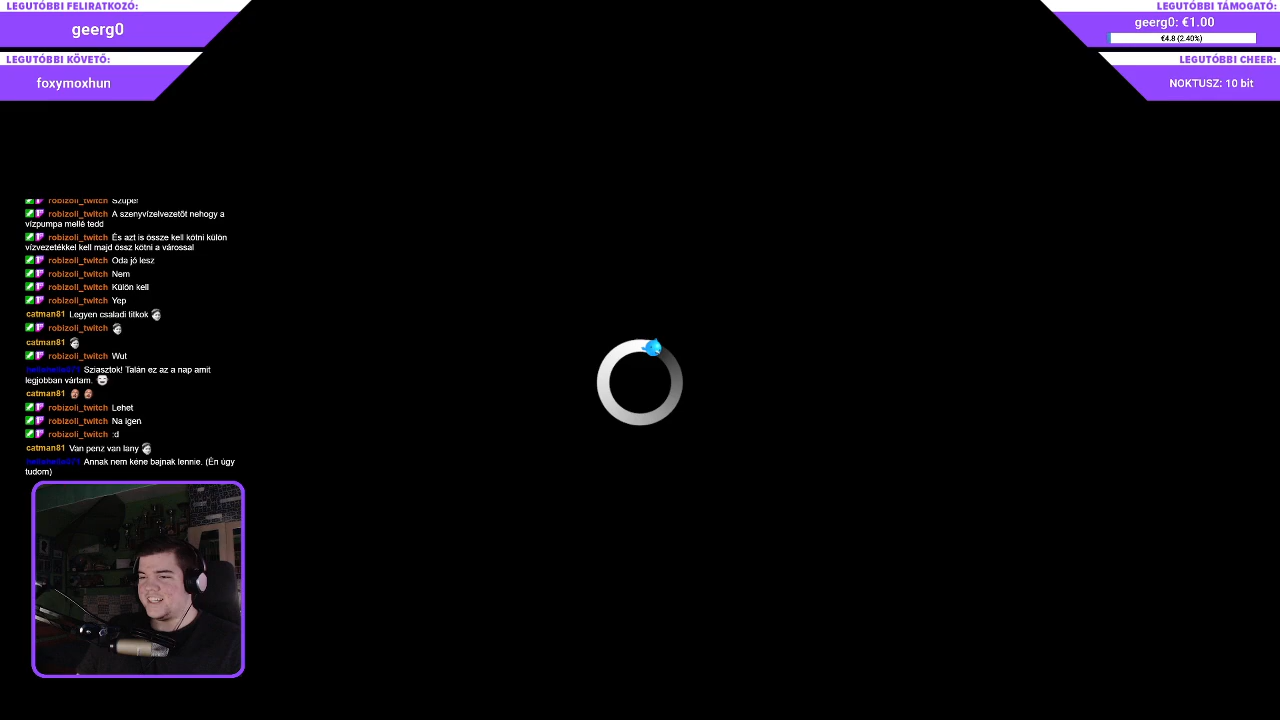 LEGUTÓBBI FELIRATKOZÓ:
geerg0
LEGUTÓBBI KÖVETŐ:
foxymoxhun
LEGUTÓBBI TÁMOGATÓ:
geerg0: €1.00
€4.8 (2.40%)
LEGUTÓBBI CHEER:
NOKTUSZ: 10 bit
robizoli_twitch Szuper
robizoli_twitch A szenyvízelvezetőt nehogy a
vízpumpa mellé tedd
robizoli_twitch És azt is össze kell kötni külön
vízvezetékkel kell majd össz kötni a várossal
robizoli_twitch Oda jó lesz
robizoli_twitch Nem
robizoli_twitch Külön kell
robizoli_twitch Yep
catman81 Legyen csaladi titkok
robizoli_twitch
catman81
robizoli_twitch Wut
Sziasztok! Talán ez az a nap amit
legjobban vártam.
catman81
robizoli_twitch Lehet
robizoli_twitch Na igen
robizoli_twitch :d
catman81 Van penz van lany
Annak nem kéne bajnak lennie. (Én úgy
tudom)